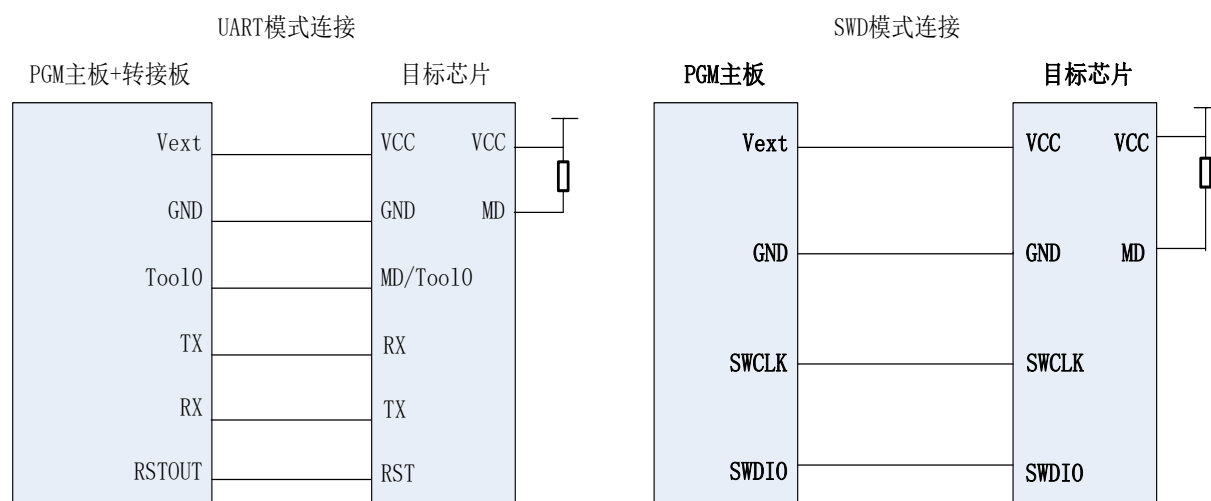 UART模式连接
PGM主板+转接板 目标芯片
Vext VCC VCC
GND GND MD
Tool0 MD/Tool0
TX RX
RX TX
RSTOUT RST
SWD模式连接
PGM主板 目标芯片
Vext VCC VCC
GND GND MD
SWCLK SWCLK
SWDIO SWDIO